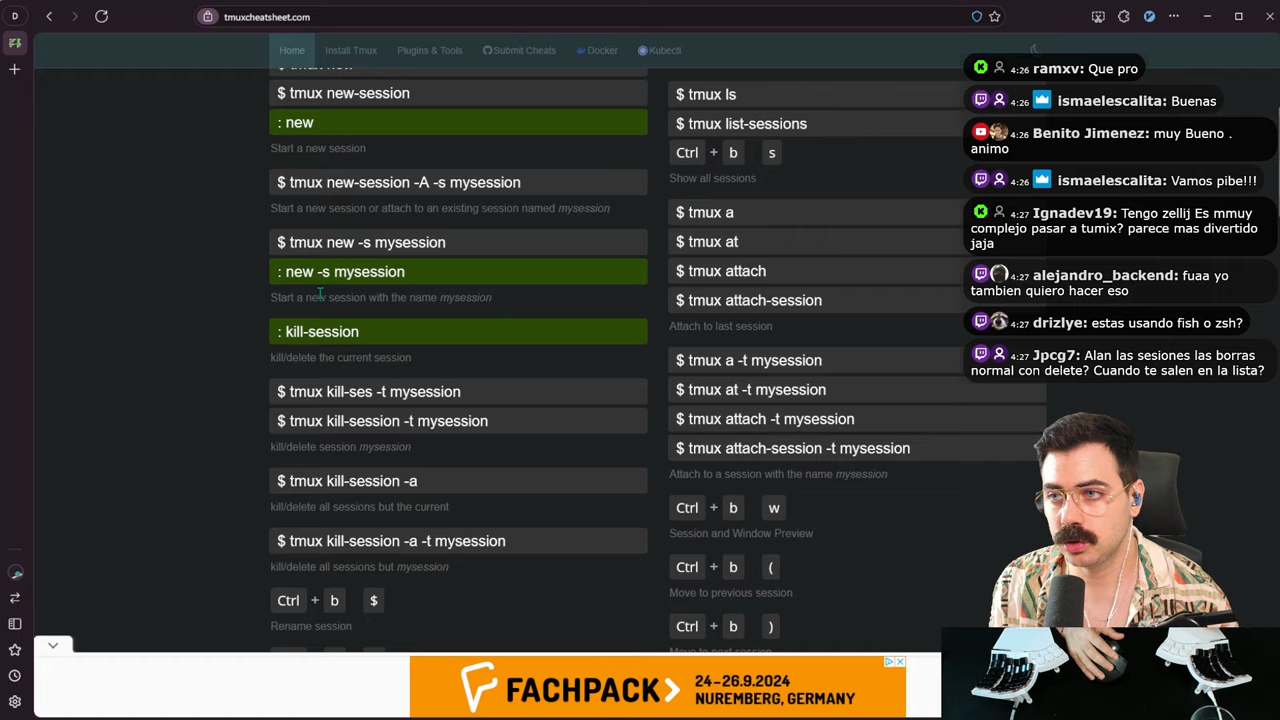 D
tmuxcheatsheet.com
Home
Install Tmux
Plugins & Tools
Submit Cheats
Docker
Kubectl
$ tmux new
$ tmux new-session
: new
Start a new session
$ tmux new-session -A -s mysession
Start a new session or attach to an existing session named mysession
$ tmux new -s mysession
: new -s mysession
Start a new session with the name mysession
: kill-session
kill/delete the current session
$ tmux kill-ses -t mysession
$ tmux kill-session -t mysession
kill/delete session mysession
$ tmux kill-session -a
kill/delete all sessions but the current
$ tmux kill-session -a -t mysession
kill/delete all sessions but mysession
Ctrl + b $
Rename session
$ tmux ls
$ tmux list-sessions
Ctrl + b s
Show all sessions
$ tmux a
$ tmux at
$ tmux attach
$ tmux attach-session
Attach to last session
$ tmux a -t mysession
$ tmux at -t mysession
$ tmux attach -t mysession
$ tmux attach-session -t mysession
Attach to a session with the name mysession
Ctrl + b w
Session and Window Preview
Ctrl + b (
Move to previous session
Ctrl + b )
Move to next session
4:26 ramxv: Que pro
4:26 ismaelescalita: Buenas
4:26 Benito Jimenez: muy Bueno .
animo
4:26 ismaelescalita: Vamos pibe!!!
4:27 Ignadev19: Tengo zellij Es mmuy
complejo pasar a tumix? parece mas divertido
jaja
4:27 alejandro_backend: fuaa yo
tambien quiero hacer eso
4:27 drizlye: estas usando fish o zsh?
4:27 Jpcg7: Alan las sesiones las borras
normal con delete? Cuando te salen en la lista?
FACHPACK
24–26.9.2024
NUREMBERG, GERMANY